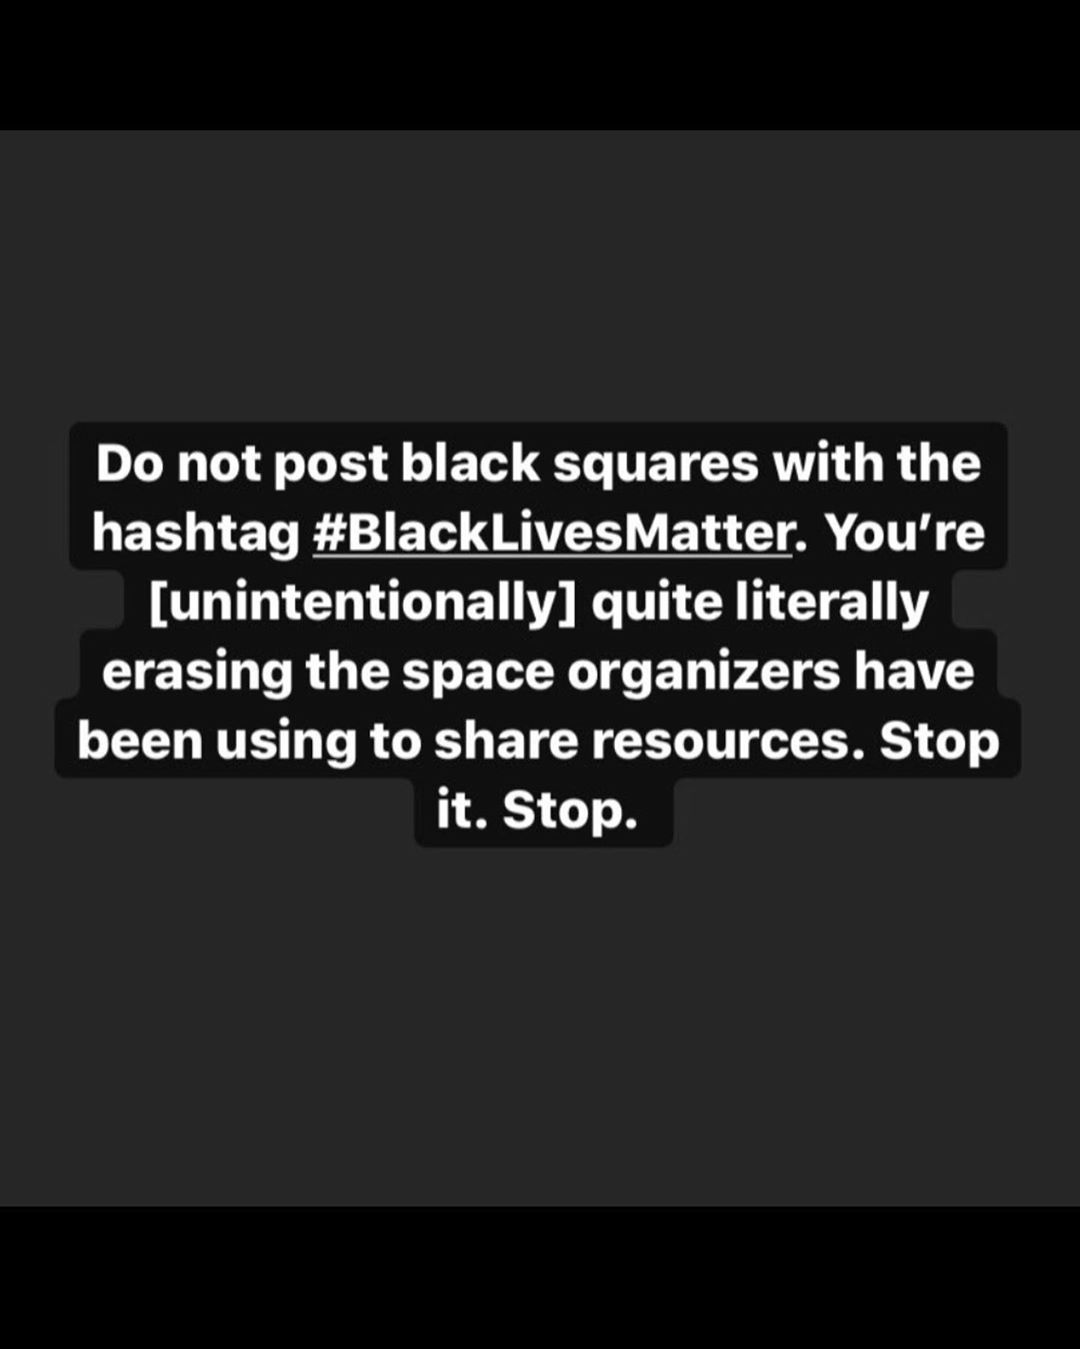 Do not post black squares with the
hashtag #BlackLivesMatter. You’re
[unintentionally] quite literally
erasing the space organizers have
been using to share resources. Stop
it. Stop.